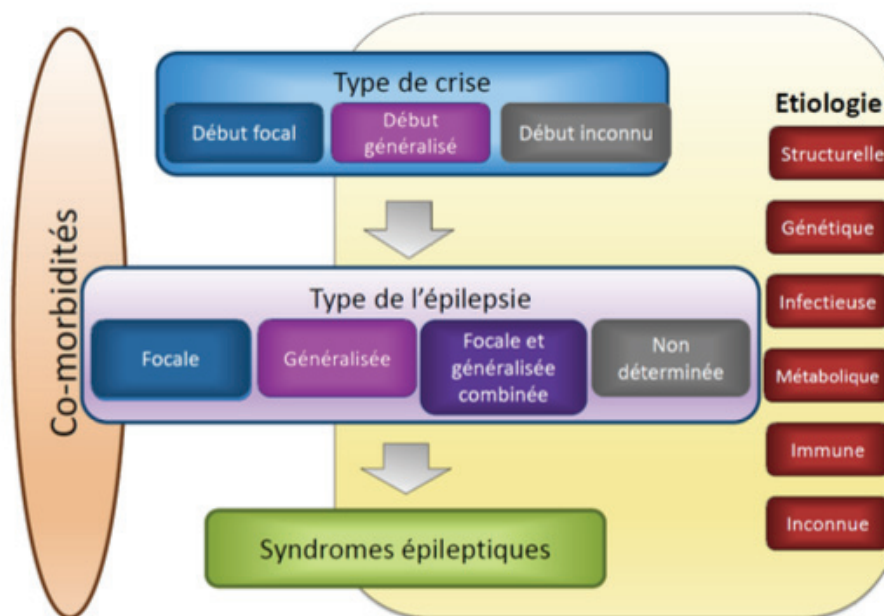 Co-morbidités
Type de crise
Début focal
Début
généralisé
Début inconnu
Type de l'épilepsie
Focale
Généralisée
Focale et
généralisée
combinée
Non
déterminée
Syndromes épileptiques
Etiologie
Structurelle
Génétique
Infectieuse
Métabolique
Immune
Inconnue